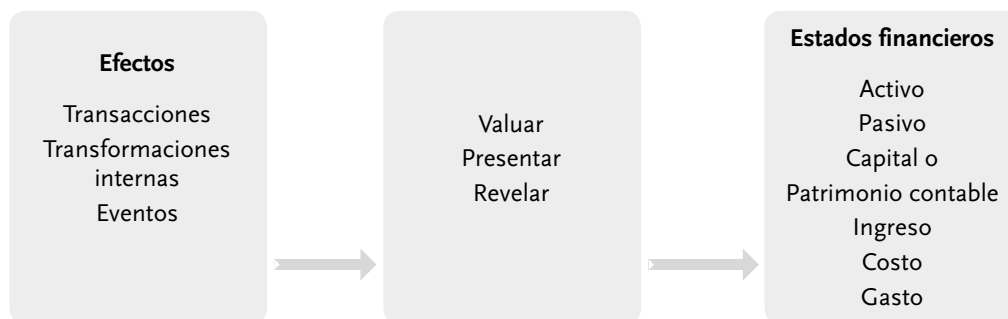 Efectos
Transacciones
Transformaciones
internas
Eventos
Valuar
Presentar
Revelar
Estados financieros
Activo
Pasivo
Capital o
Patrimonio contable
Ingreso
Costo
Gasto